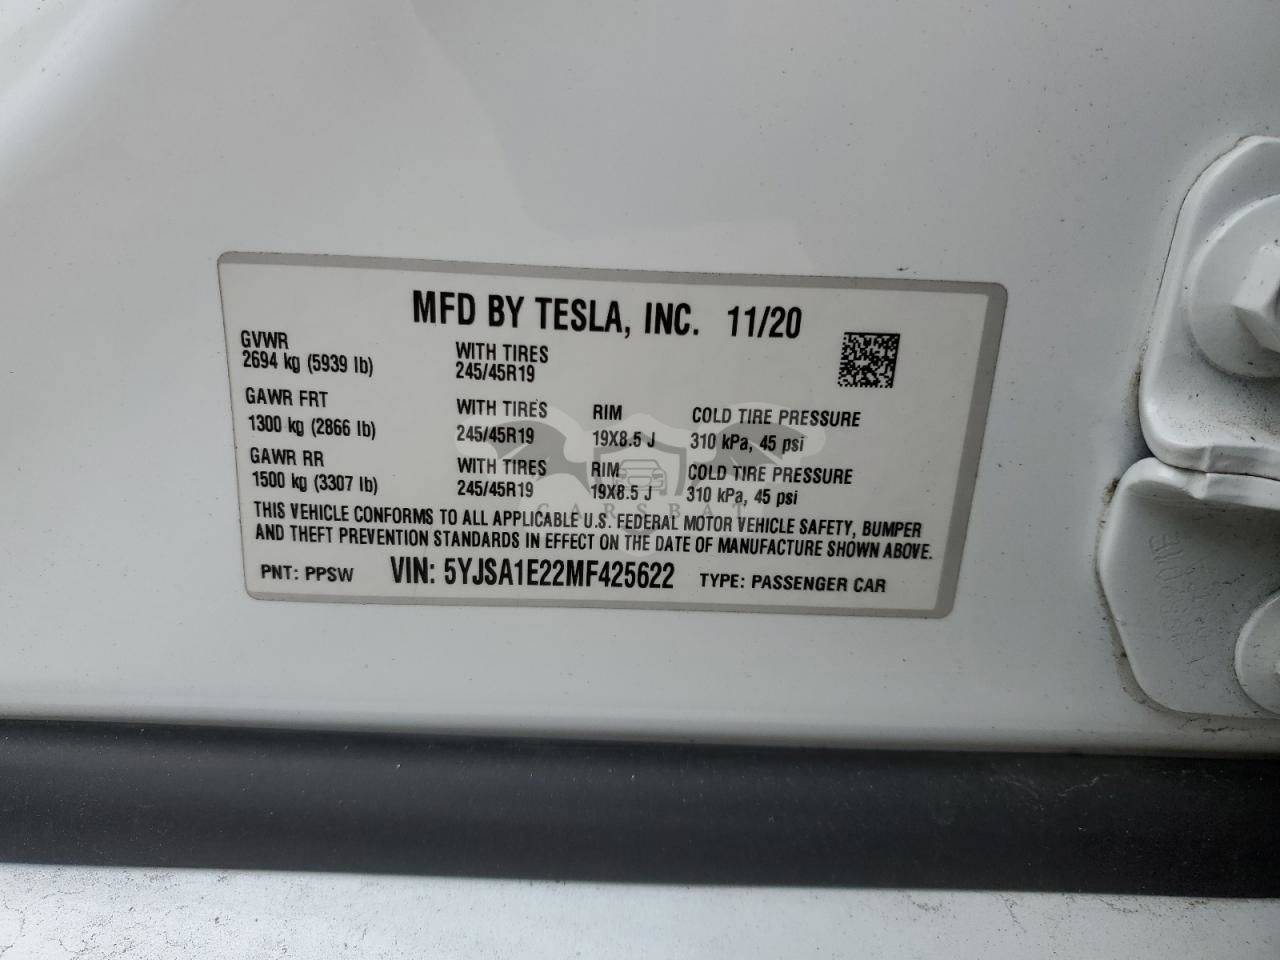 MFD BY TESLA, INC. 11/20
GVWR
2694 kg (5939 lb)
WITH TIRES
245/45R19
GAWR FRT
1300 kg (2866 lb)
WITH TIRES
245/45R19
RIM
19X8.5 J
COLD TIRE PRESSURE
310 kPa, 45 psi
GAWR RR
1500 kg (3307 lb)
WITH TIRES
245/45R19
RIM
19X8.5 J
COLD TIRE PRESSURE
310 kPa, 45 psi
CARSBAT
THIS VEHICLE CONFORMS TO ALL APPLICABLE U.S. FEDERAL MOTOR VEHICLE SAFETY, BUMPER
AND THEFT PREVENTION STANDARDS IN EFFECT ON THE DATE OF MANUFACTURE SHOWN ABOVE.
PNT: PPSW VIN: 5YJSA1E22MF425622 TYPE: PASSENGER CAR